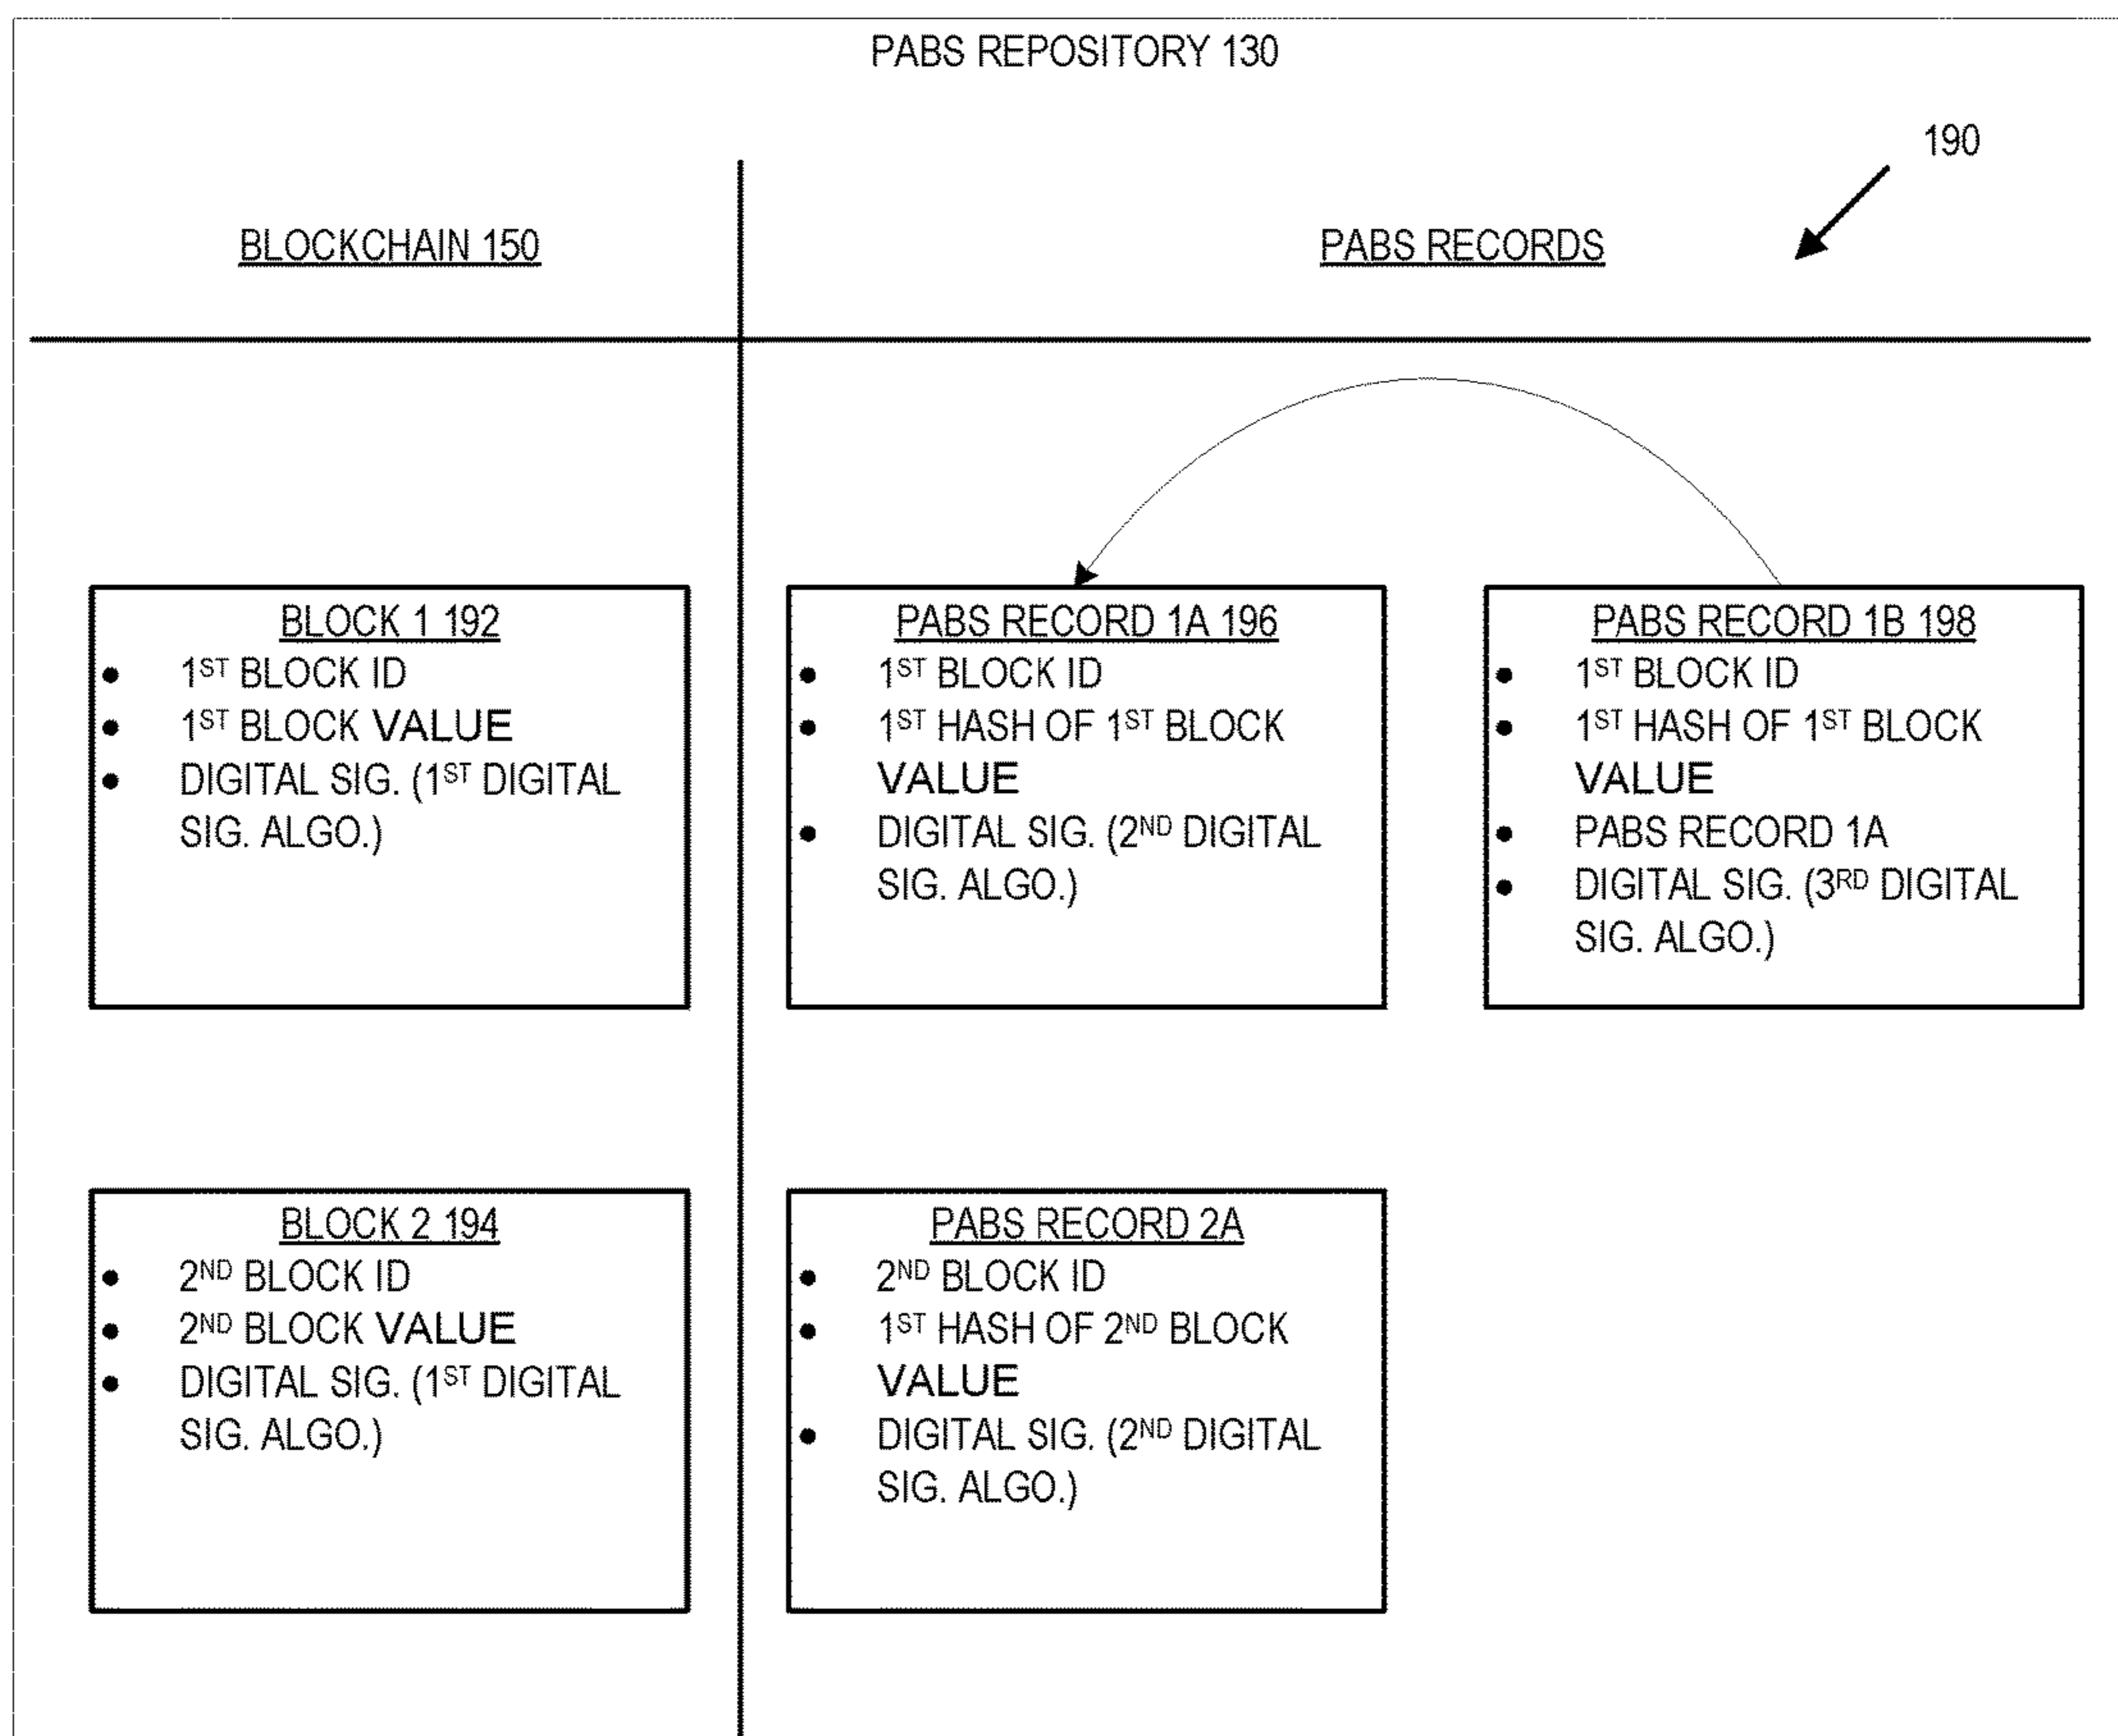 PABS REPOSITORY 130
190
BLOCKCHAIN 150
PABS RECORDS
BLOCK 1 192
• 1ST BLOCK ID
• 1ST BLOCK VALUE
• DIGITAL SIG. (1ST DIGITAL
SIG. ALGO.)
PABS RECORD 1A 196
• 1ST BLOCK ID
• 1ST HASH OF 1ST BLOCK
VALUE
• DIGITAL SIG. (2ND DIGITAL
SIG. ALGO.)
PABS RECORD 1B 198
• 1ST BLOCK ID
• 1ST HASH OF 1ST BLOCK
VALUE
• PABS RECORD 1A
• DIGITAL SIG. (3RD DIGITAL
SIG. ALGO.)
BLOCK 2 194
• 2ND BLOCK ID
• 2ND BLOCK VALUE
• DIGITAL SIG. (1ST DIGITAL
SIG. ALGO.)
PABS RECORD 2A
• 2ND BLOCK ID
• 1ST HASH OF 2ND BLOCK
VALUE
• DIGITAL SIG. (2ND DIGITAL
SIG. ALGO.)